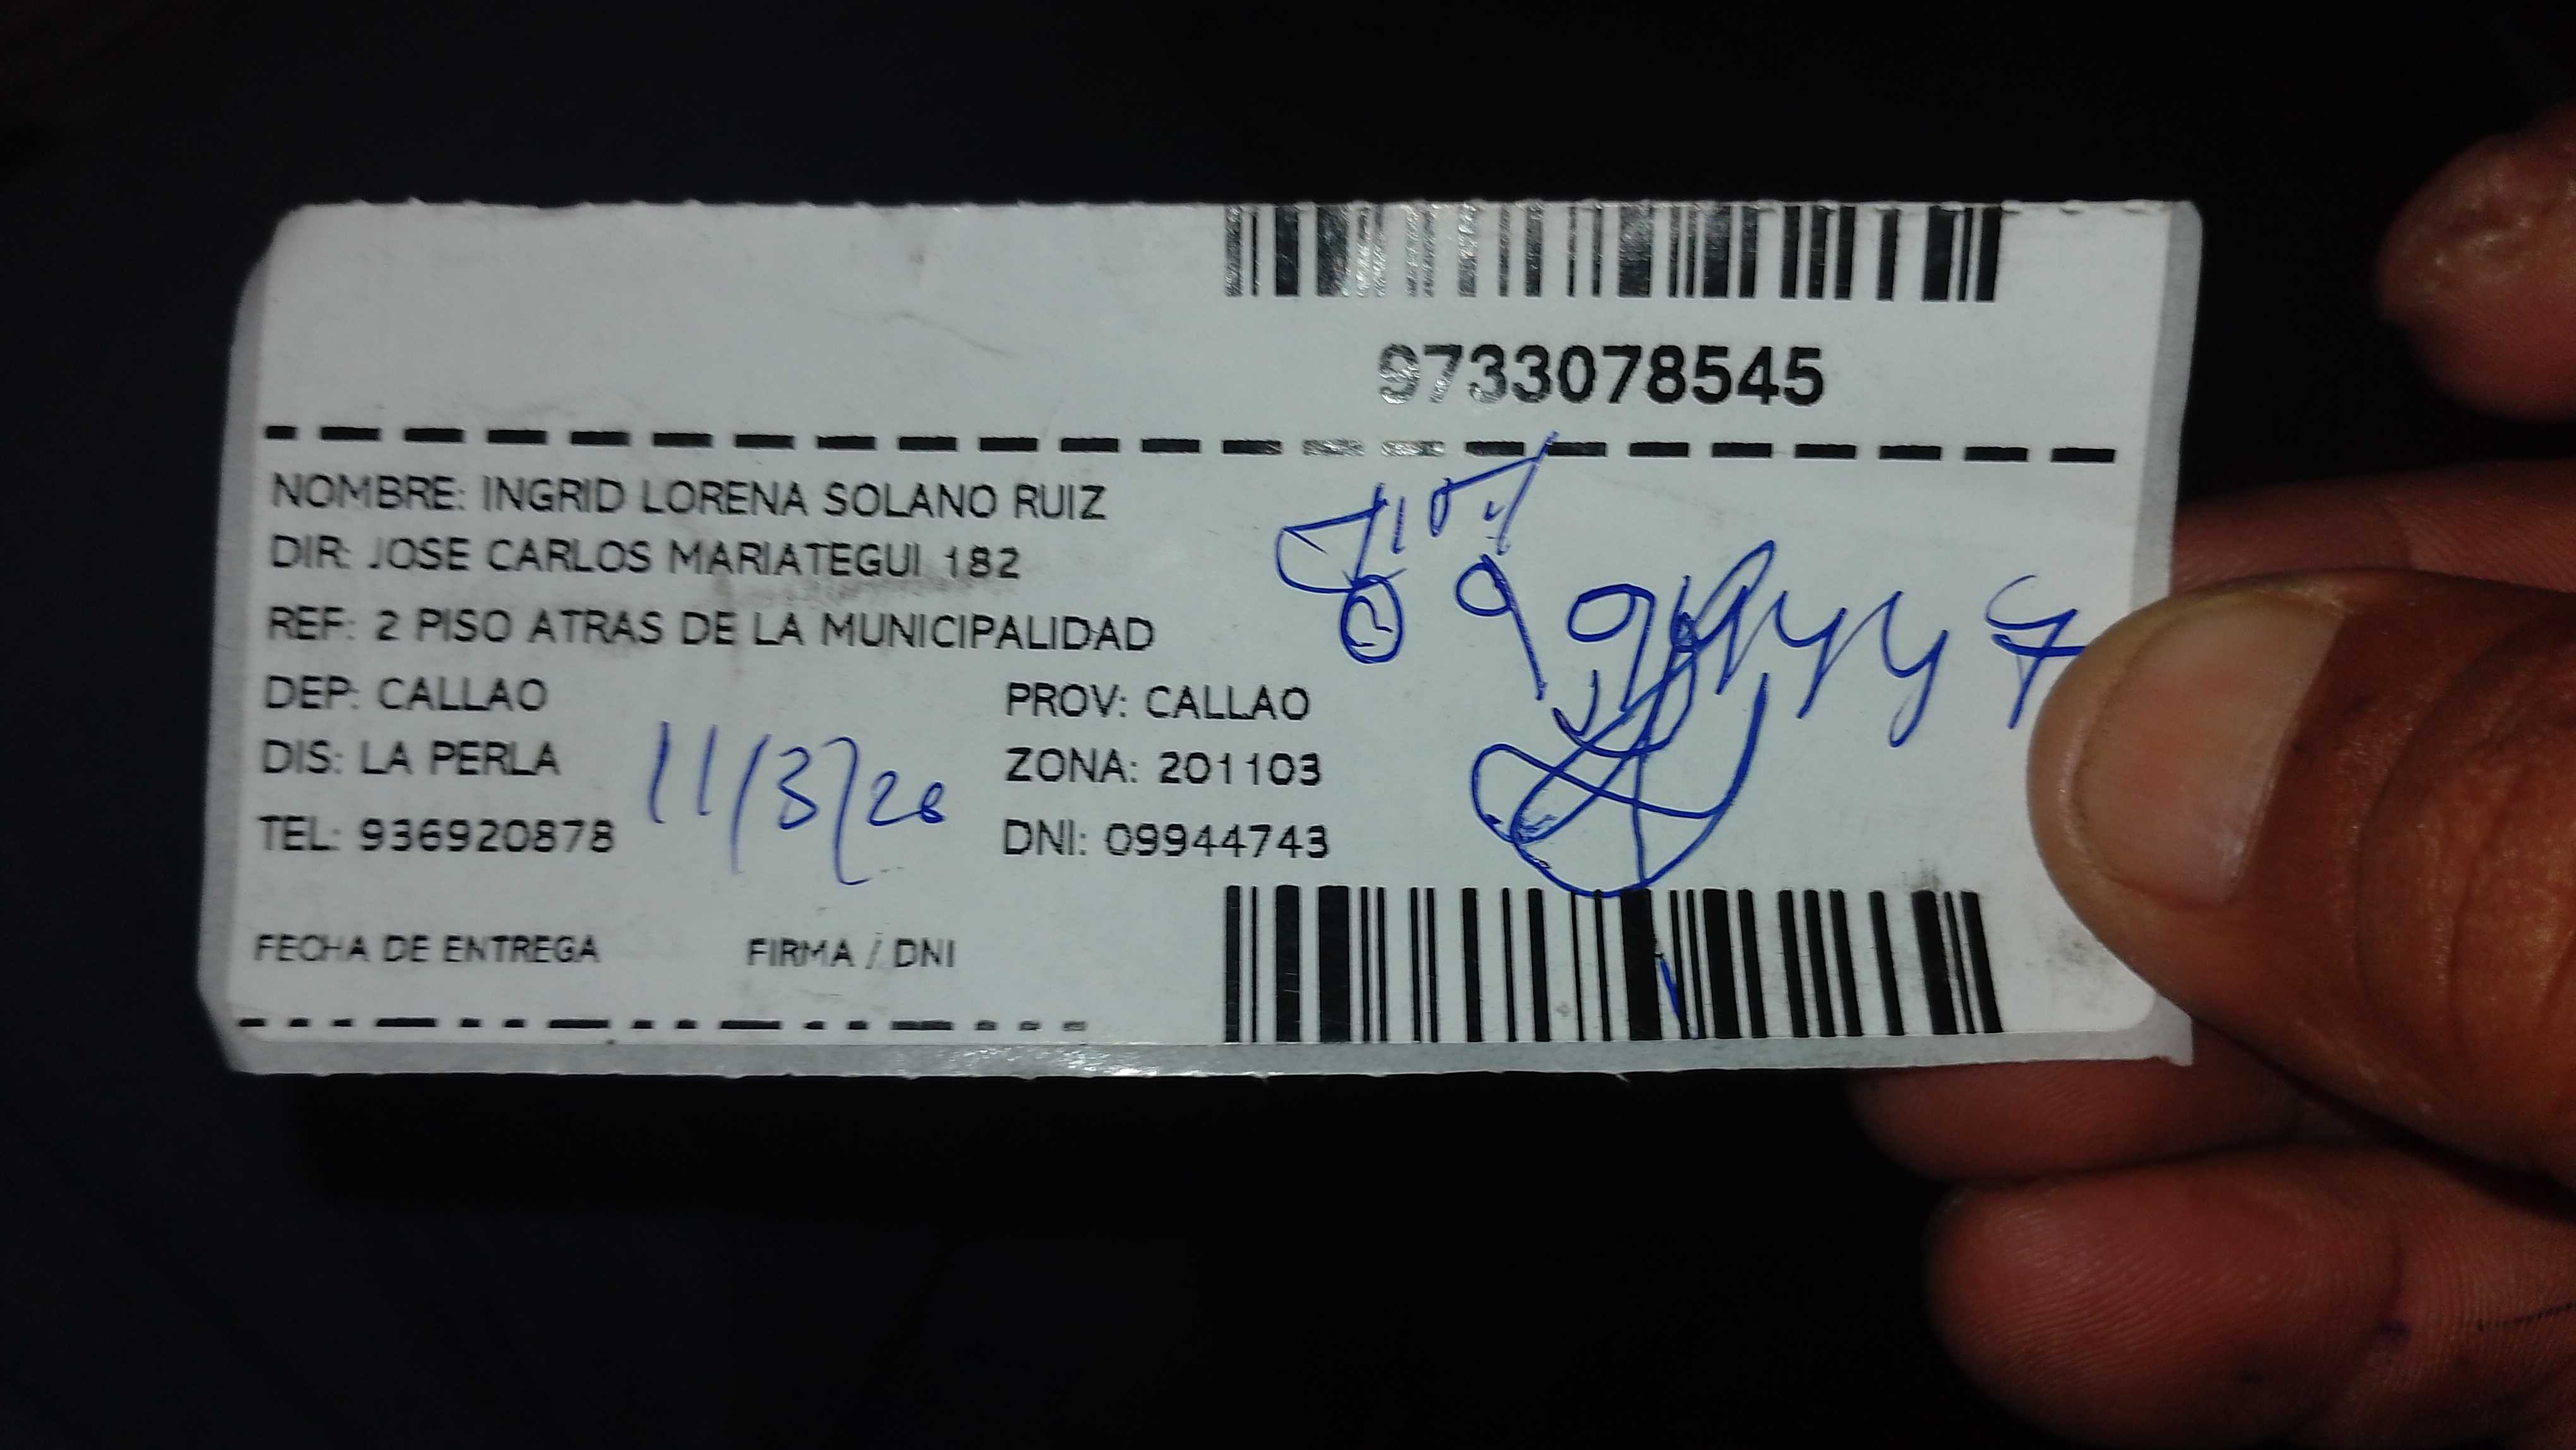 9733078545
NOMBRE: INGRID LORENA SOLANO RUIZ
DIR: JOSE CARLOS MARIATEGUI 182
REF: 2 PISO ATRAS DE LA MUNICIPALIDAD
DEP: CALLAO
PROV: CALLAO
DIS: LA PERLA
11/3/20
ZONA: 201103
TEL: 936920878
DNI: 09944743
FECHA DE ENTREGA
FIRMA / DNI